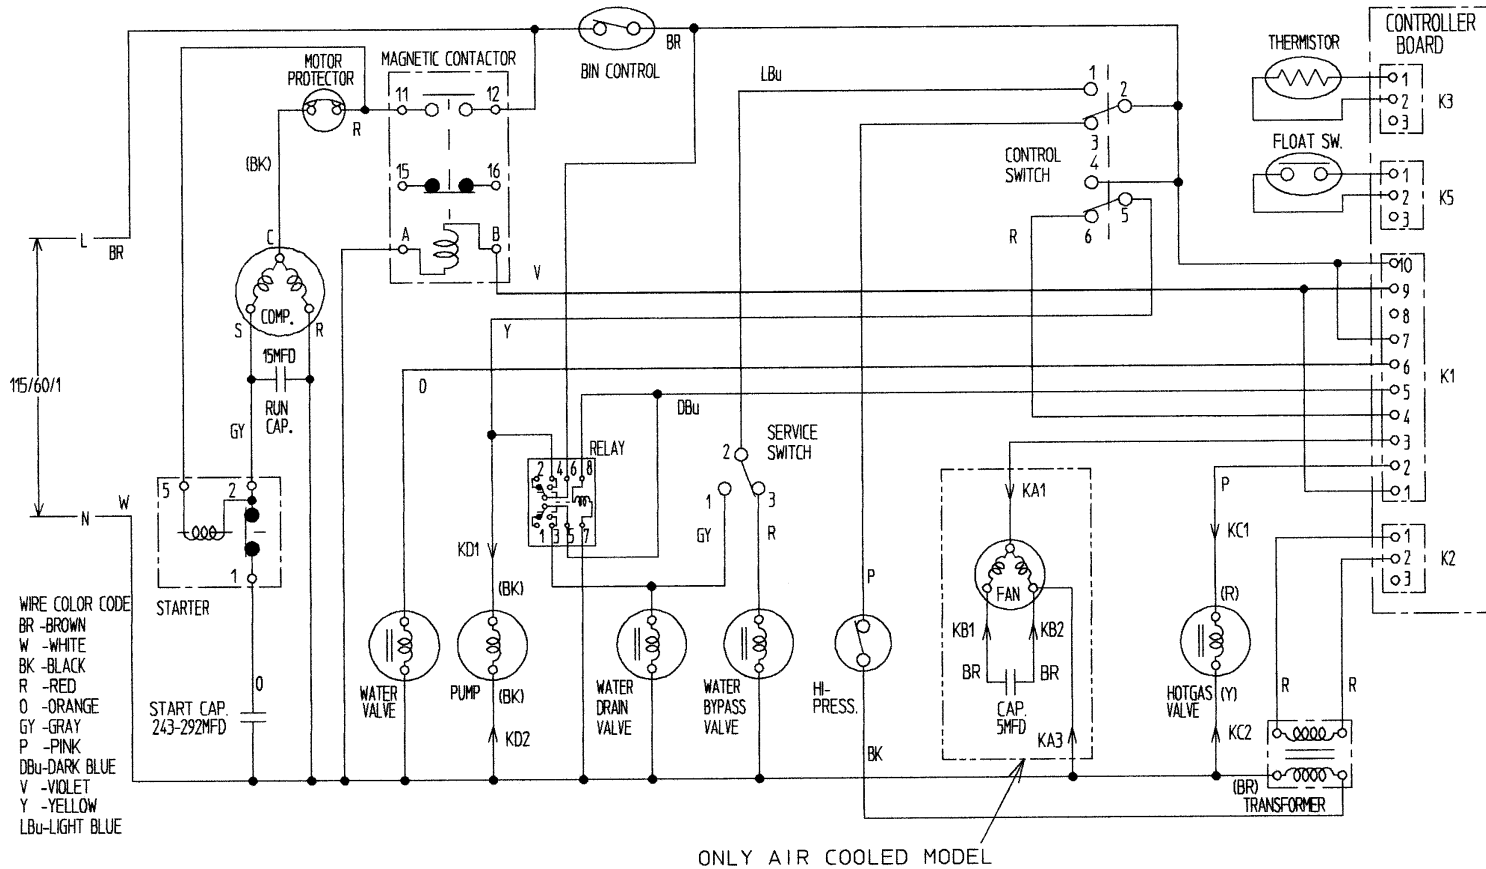 CONTROLLER
BOARD
THERMISTOR
1
2
3
K3
FLOAT SW.
1
2
3
K5
MOTOR
PROTECTOR
MAGNETIC CONTACTOR
11
12
R
15
16
A
B
BIN CONTROL
BR
LBu
1
2
3
4
5
6
CONTROL
SWITCH
R
(BK)
L
BR
C
COMP.
S
R
V
Y
15MFD
RUN
CAP.
GY
115/60/1
10
9
8
7
6
5
4
3
2
1
K1
O
DBu
RELAY
2 4 6 8
1 3 5 7
SERVICE
SWITCH
2
1
3
GY
R
W
N
5
2
1
STARTER
KD1
(BK)
KA1
P
KC1
(R)
1
2
3
K2
P
FAN
KB1
KB2
BR
BR
CAP.
5MFD
KA3
WIRE COLOR CODE
BR -BROWN
W -WHITE
BK -BLACK
R -RED
O -ORANGE
GY -GRAY
P -PINK
DBu-DARK BLUE
V -VIOLET
Y -YELLOW
LBu-LIGHT BLUE
O
START CAP.
243-292MFD
WATER
VALVE
PUMP
(BK)
KD2
WATER
DRAIN
VALVE
WATER
BYPASS
VALVE
HI-
PRESS.
BK
HOTGAS
VALVE
(Y)
KC2
R
R
(BR)
TRANSFORMER
ONLY AIR COOLED MODEL